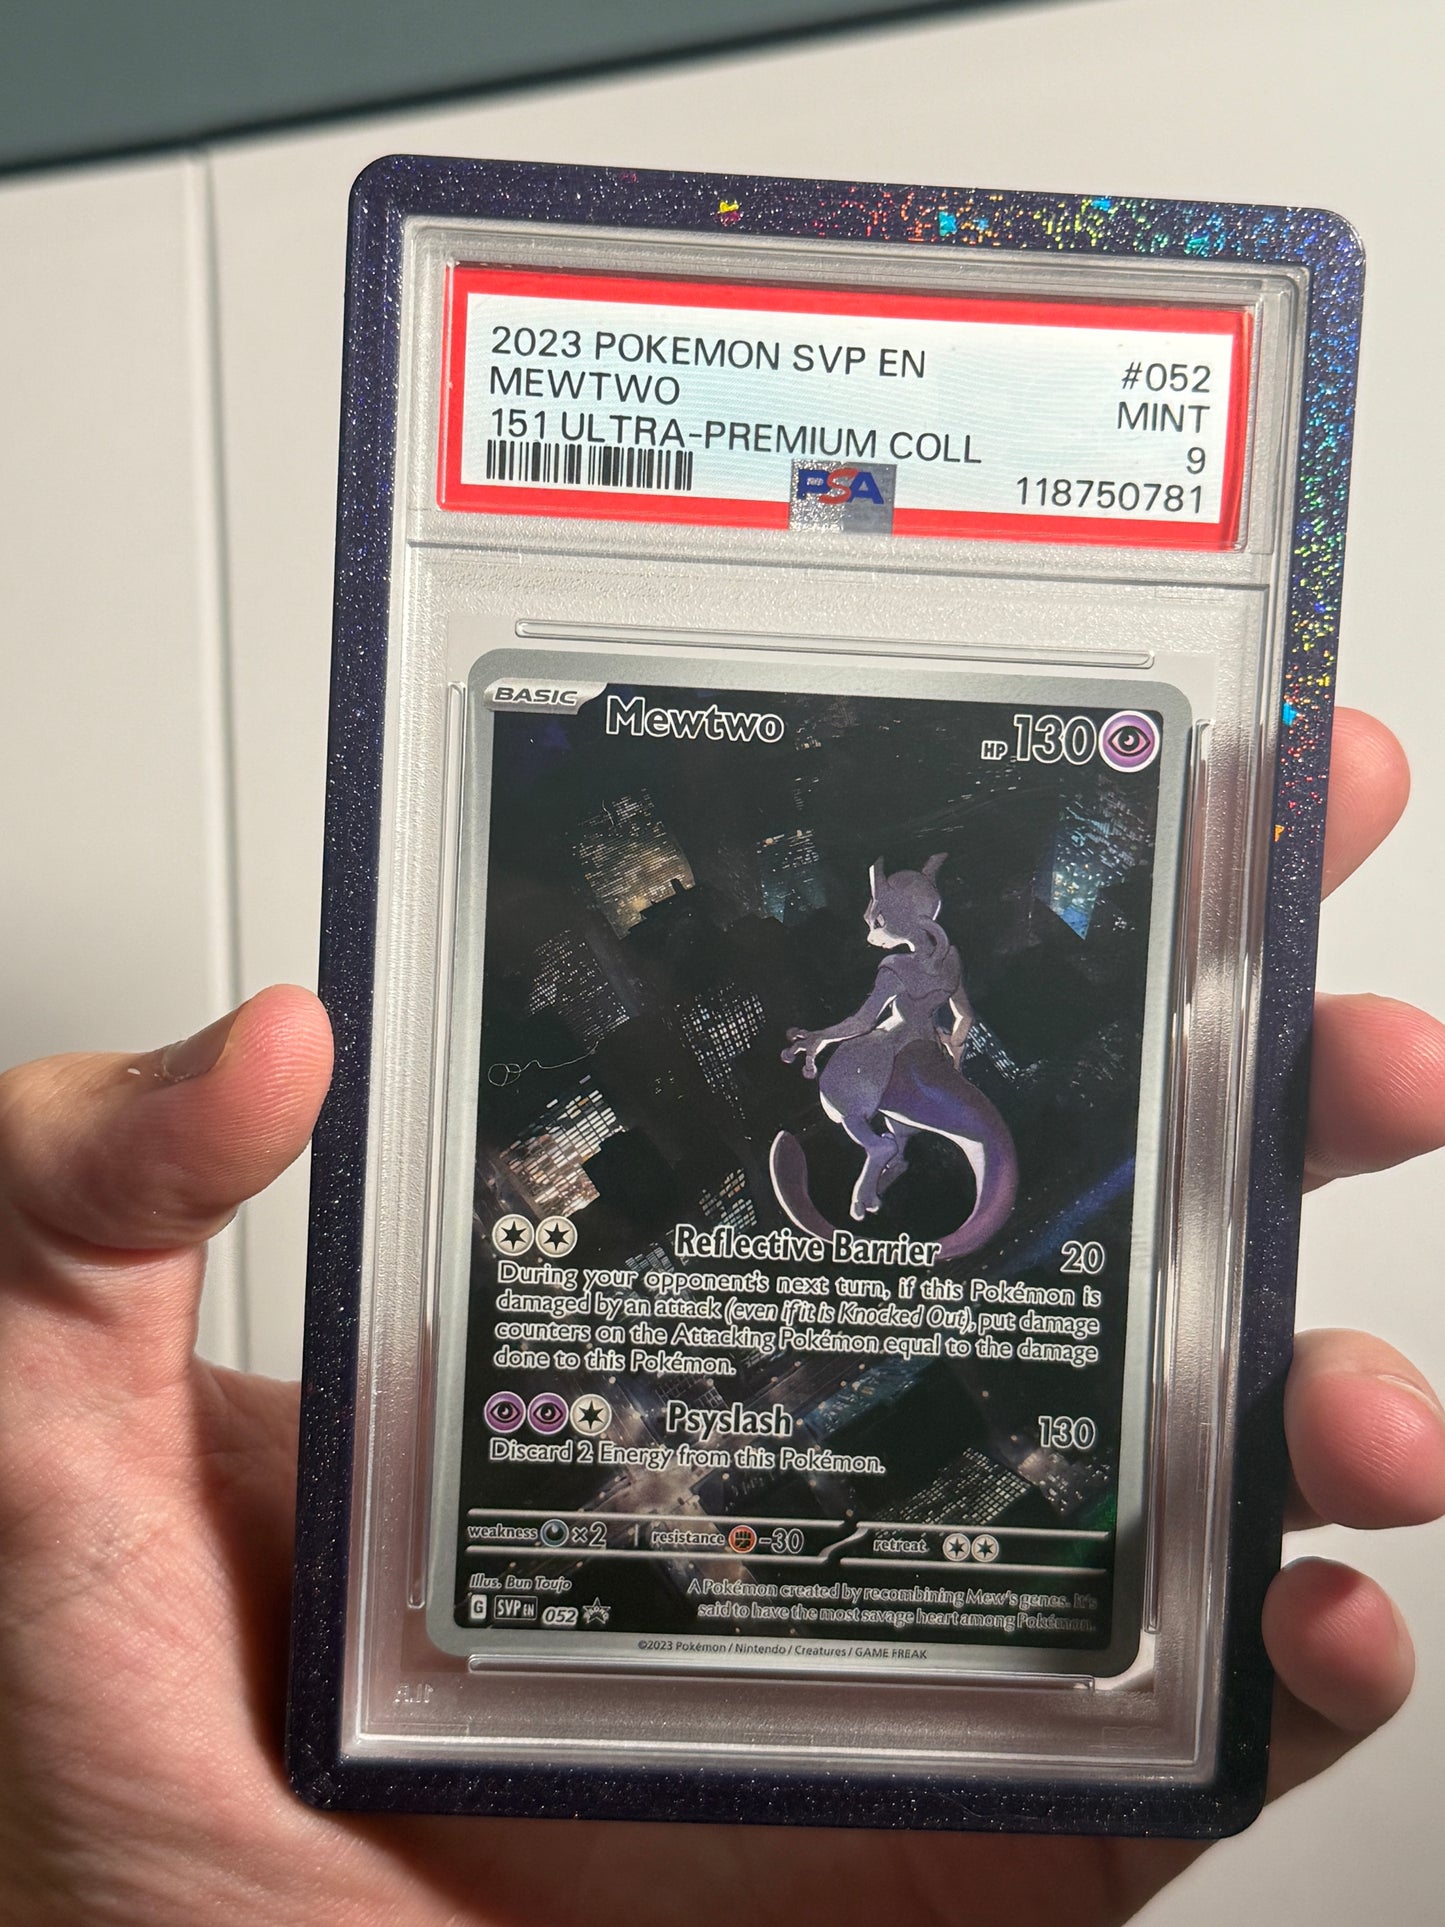 2023 POKEMON SVP EN #052
MEWTWO MINT
151 ULTRA-PREMIUM COLL 9
PSA 118750781
BASIC Mewtwo HP 130
Reflective Barrier 20
During your opponent's next turn, if this Pokémon is
damaged by an attack (even if it is Knocked Out), put damage
counters on the Attacking Pokémon equal to the damage
done to this Pokémon.
Psyslash 130
Discard 2 Energy from this Pokémon.
weakness ×2 resistance -30 retreat
Illus. Bun Toujo
A Pokémon created by recombining Mew's genes. It's
said to have the most savage heart among Pokémon.
G SVP EN 052
©2023 Pokémon / Nintendo / Creatures / GAME FREAK